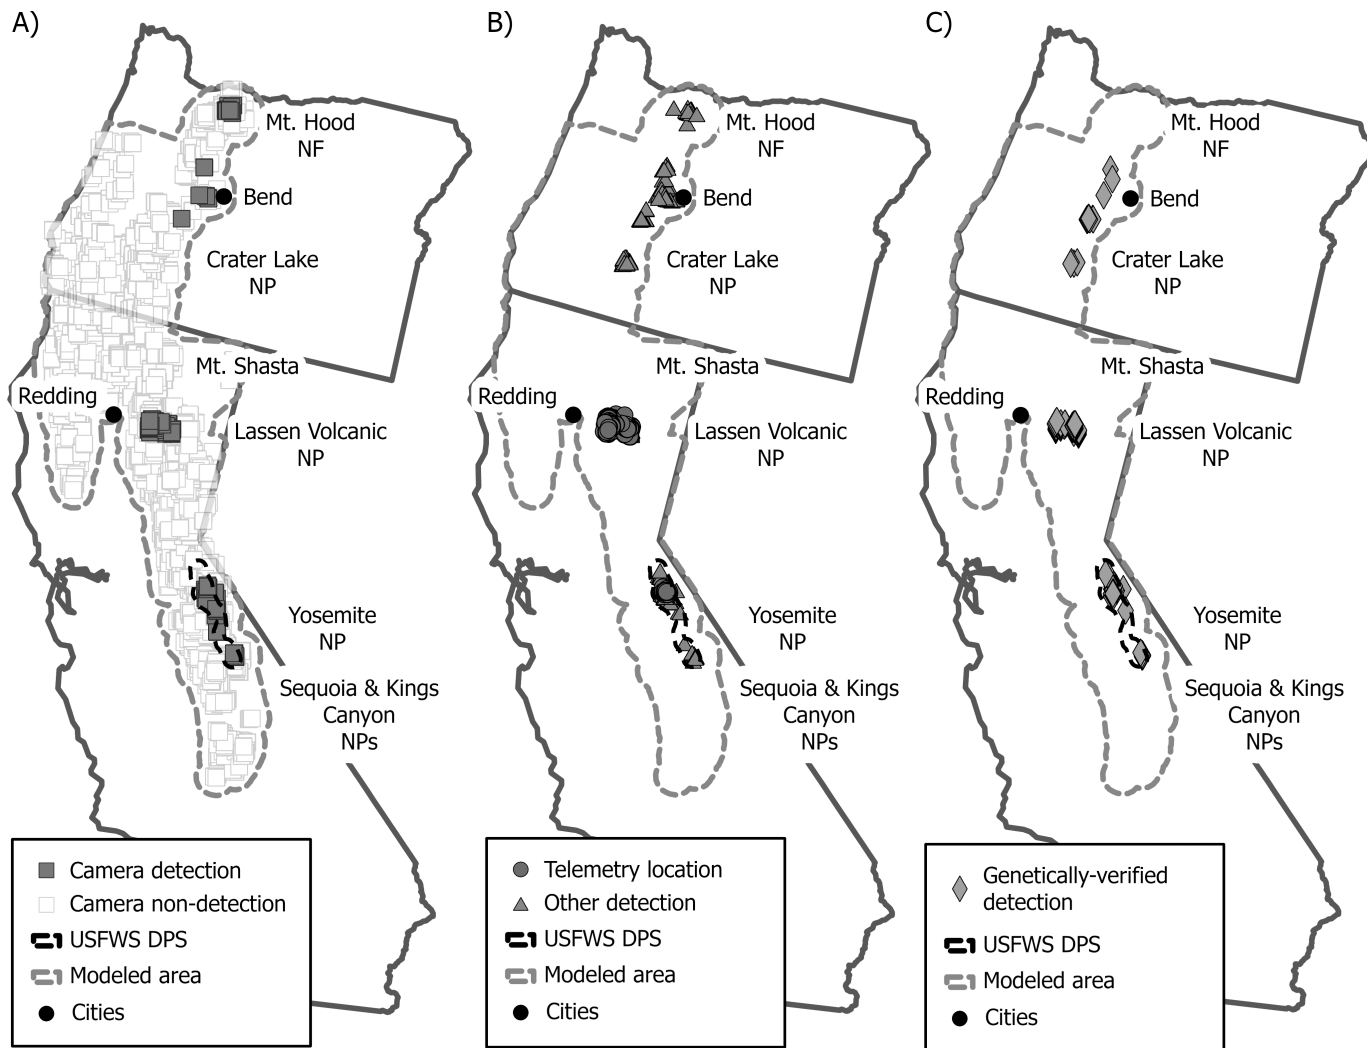 A)
Mt. Hood
NF
Bend
Crater Lake
NP
Mt. Shasta
Redding
Lassen Volcanic
NP
Yosemite
NP
Sequoia & Kings
Canyon
NPs
Camera detection
Camera non-detection
USFWS DPS
Modeled area
Cities
B)
Mt. Hood
NF
Bend
Crater Lake
NP
Mt. Shasta
Redding
Lassen Volcanic
NP
Yosemite
NP
Sequoia & Kings
Canyon
NPs
Telemetry location
Other detection
USFWS DPS
Modeled area
Cities
C)
Mt. Hood
NF
Bend
Crater Lake
NP
Mt. Shasta
Redding
Lassen Volcanic
NP
Yosemite
NP
Sequoia & Kings
Canyon
NPs
Genetically-verified
detection
USFWS DPS
Modeled area
Cities